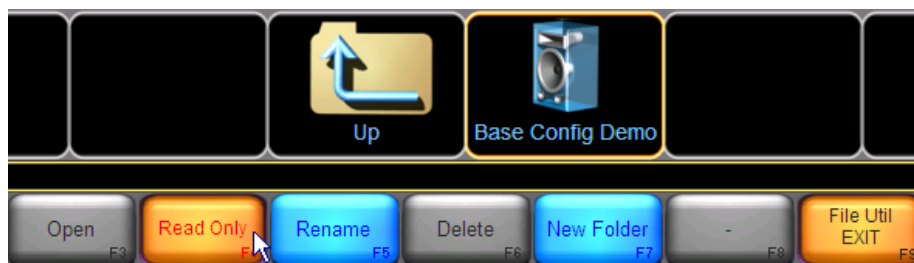 Up
Base Config Demo
Open
F3
Read Only
Rename
F5
Delete
F6
New Folder
F7
-
F8
File Util
EXIT
F9